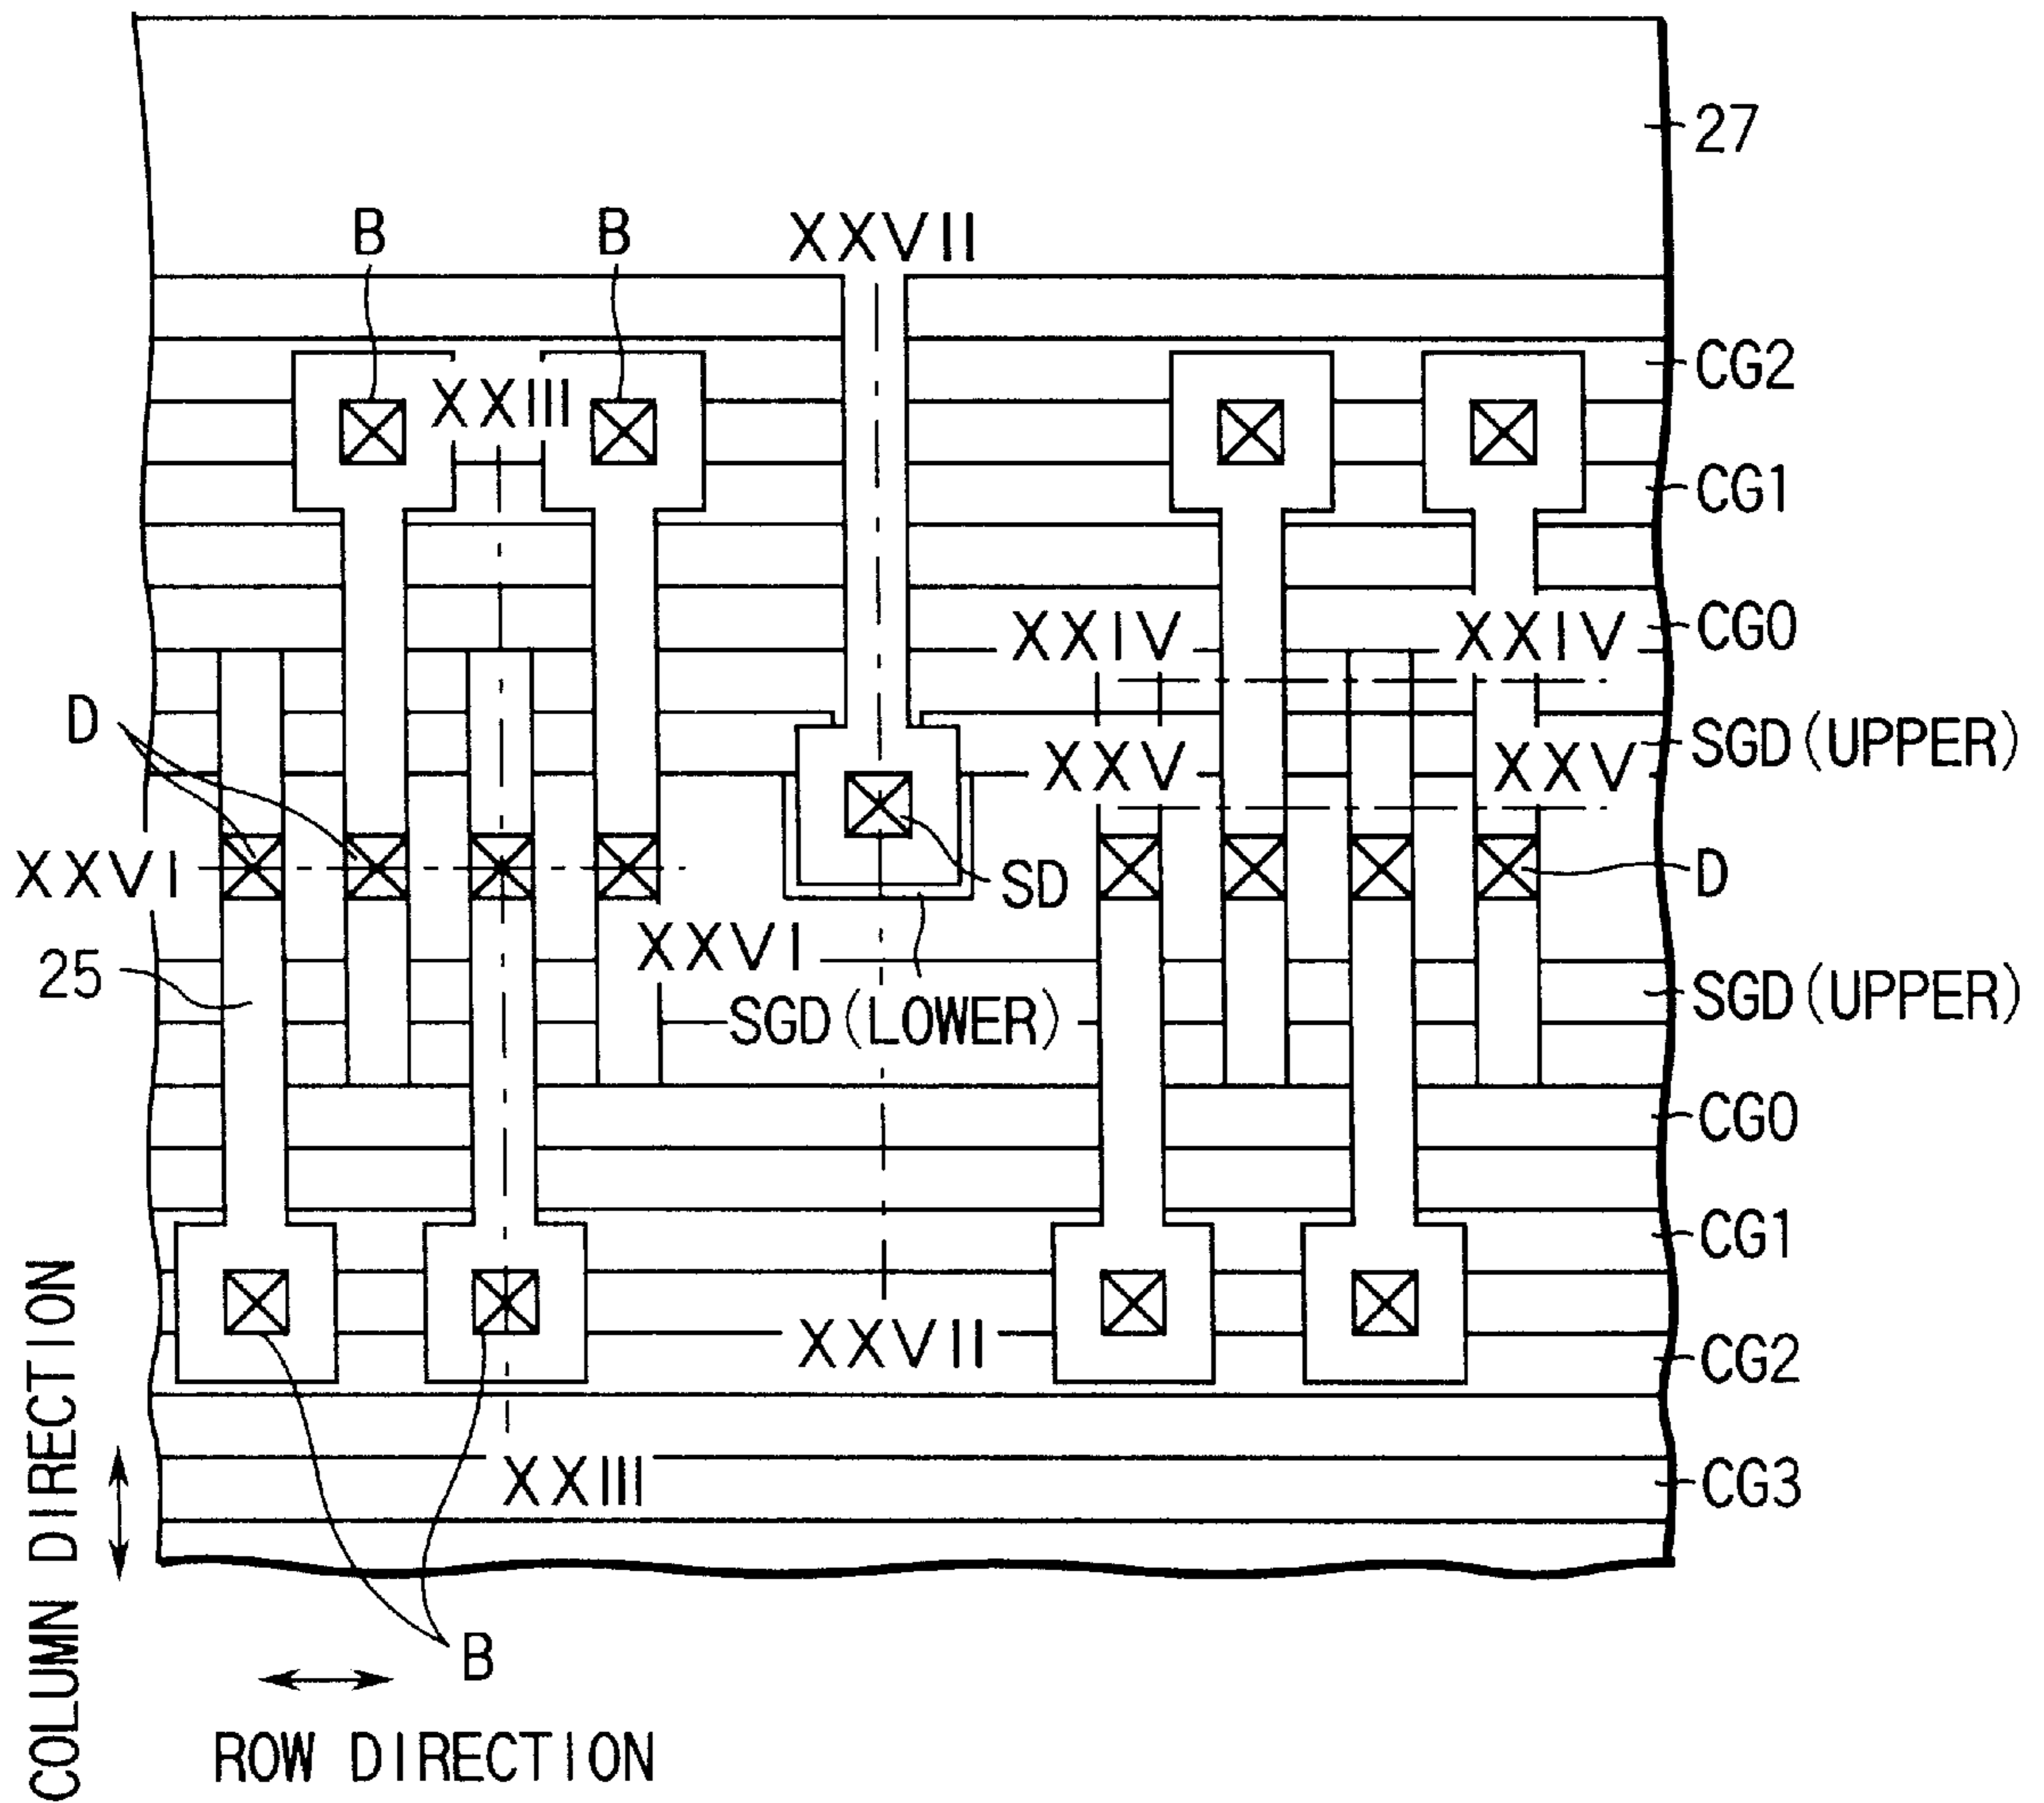 27
B B XXVII
CG2
XXIII
CG1
XXIV XXIV CG0
D
SGD (UPPER)
XXV XXV
XXVI SD D
XXVI
25 SGD (UPPER)
SGD (LOWER)
CG0
CG1
XXVII
CG2
XXIII CG3
COLUMN DIRECTION
B
ROW DIRECTION